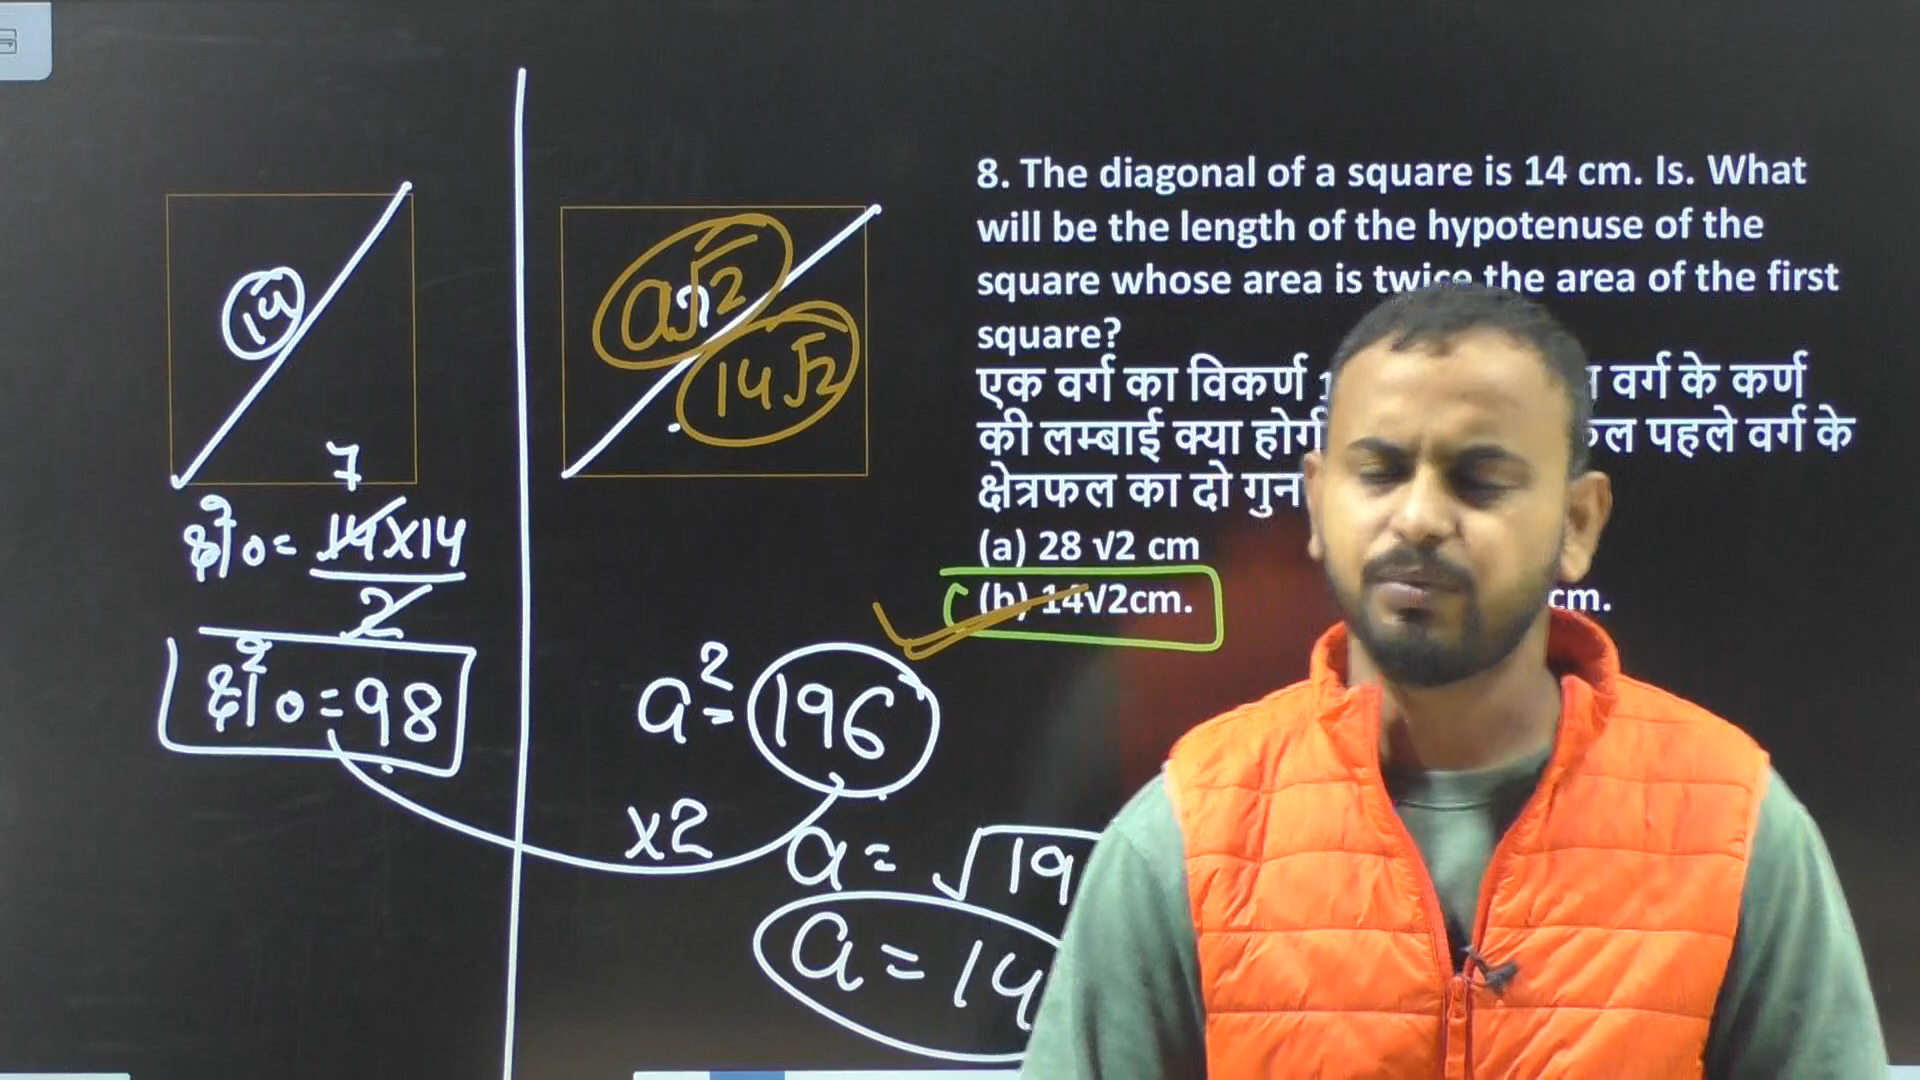 8. The diagonal of a square is 14 cm. Is. What
will be the length of the hypotenuse of the
square whose area is twice the area of the first
square?
एक वर्ग का विकर्ण वर्ग के कर्ण
की लम्बाई क्या पहले वर्ग के
क्षेत्रफल का दो
(a) 28 √2 cm
(b) 14√2cm.
cm.
14
7
क्षे०= 14x14
2
क्षे०=98
a√2
14√2
a²=196
x2
a=
a=14